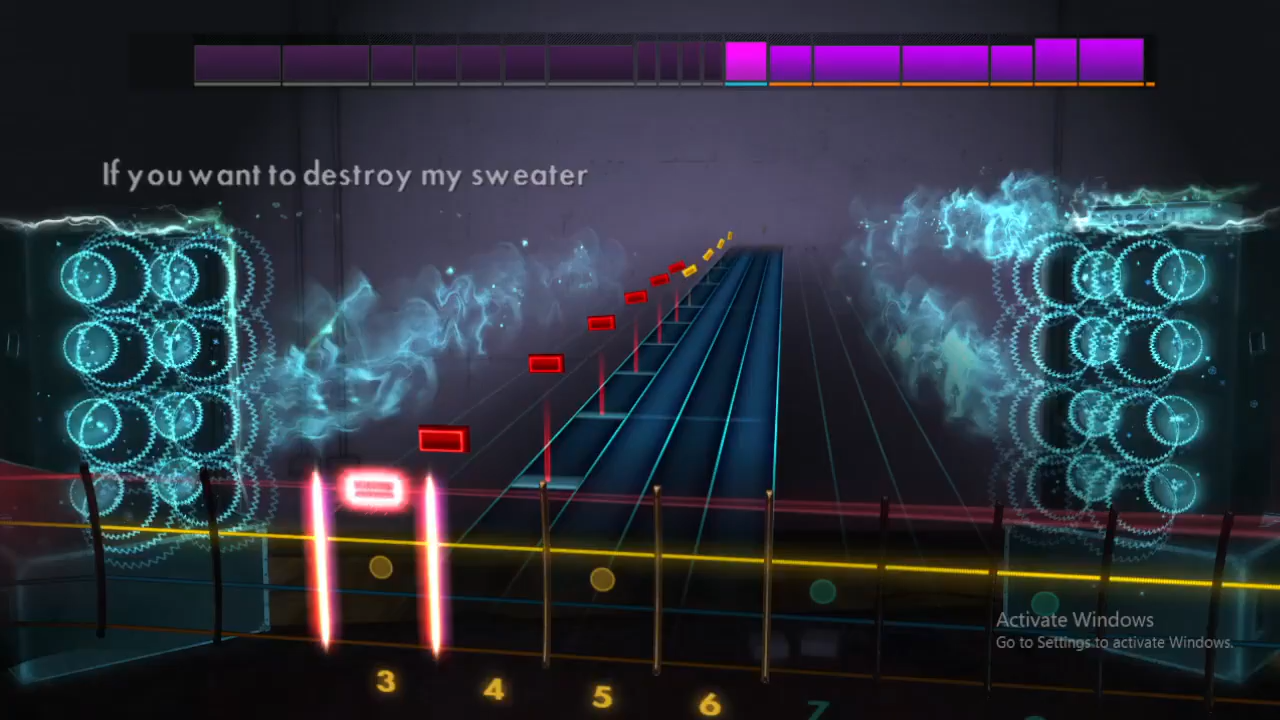 If you want to destroy my sweater
Activate Windows
Go to Settings to activate Windows.
3 4 5 6 7